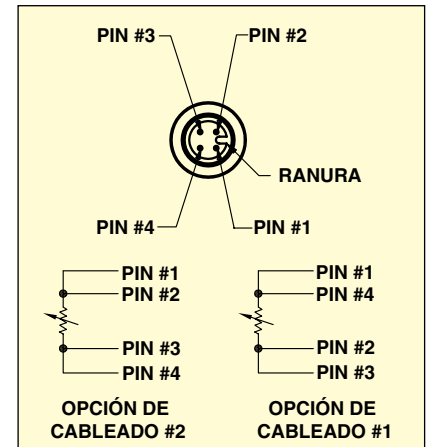 PIN #3
PIN #2
RANURA
PIN #4
PIN #1
PIN #1
PIN #2
PIN #3
PIN #4
OPCIÓN DE
CABLEADO #2
PIN #1
PIN #4
PIN #2
PIN #3
OPCIÓN DE
CABLEADO #1